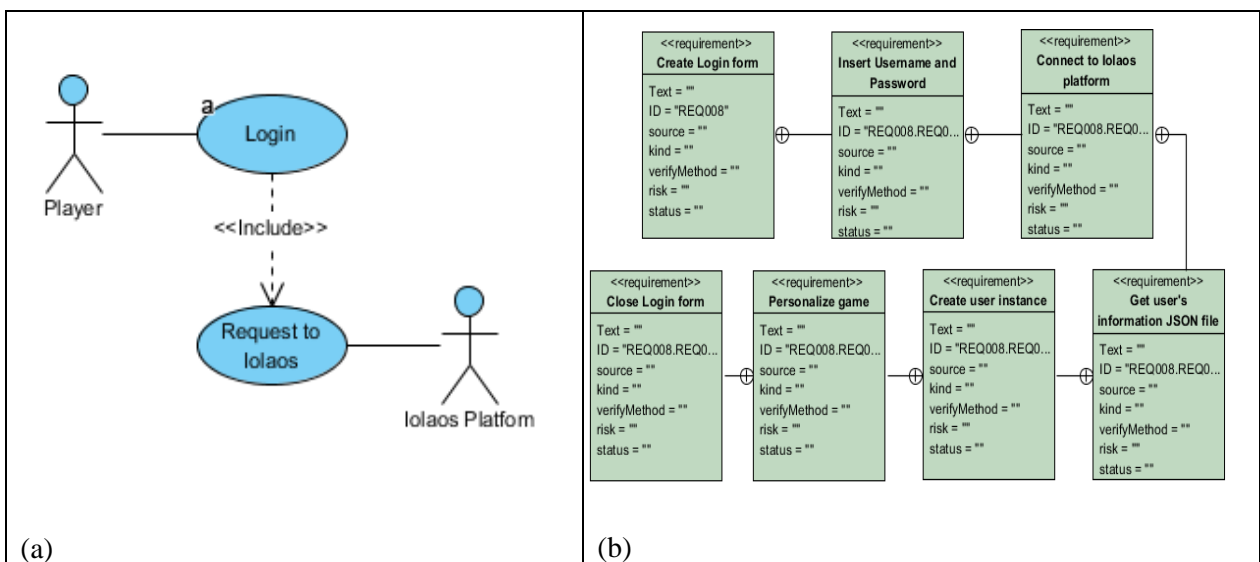 a
Login
Player
<<Include>>
Request to
Iolaos
Iolaos Platfom
(a)
<<requirement>>
Create Login form
Text = ""
ID = "REQ008"
source = ""
kind = ""
verifyMethod = ""
risk = ""
status = ""
<<requirement>>
Insert Username and
Password
Text = ""
ID = "REQ008.REQ0...
source = ""
kind = ""
verifyMethod = ""
risk = ""
status = ""
<<requirement>>
Connect to Iolaos
platform
Text = ""
ID = "REQ008.REQ0...
source = ""
kind = ""
verifyMethod = ""
risk = ""
status = ""
<<requirement>>
Close Login form
Text = ""
ID = "REQ008.REQ0...
source = ""
kind = ""
verifyMethod = ""
risk = ""
status = ""
<<requirement>>
Personalize game
Text = ""
ID = "REQ008.REQ0...
source = ""
kind = ""
verifyMethod = ""
risk = ""
status = ""
<<requirement>>
Create user instance
Text = ""
ID = "REQ008.REQ0...
source = ""
kind = ""
verifyMethod = ""
risk = ""
status = ""
<<requirement>>
Get user's
information JSON file
Text = ""
ID = "REQ008.REQ0...
source = ""
kind = ""
verifyMethod = ""
risk = ""
status = ""
(b)